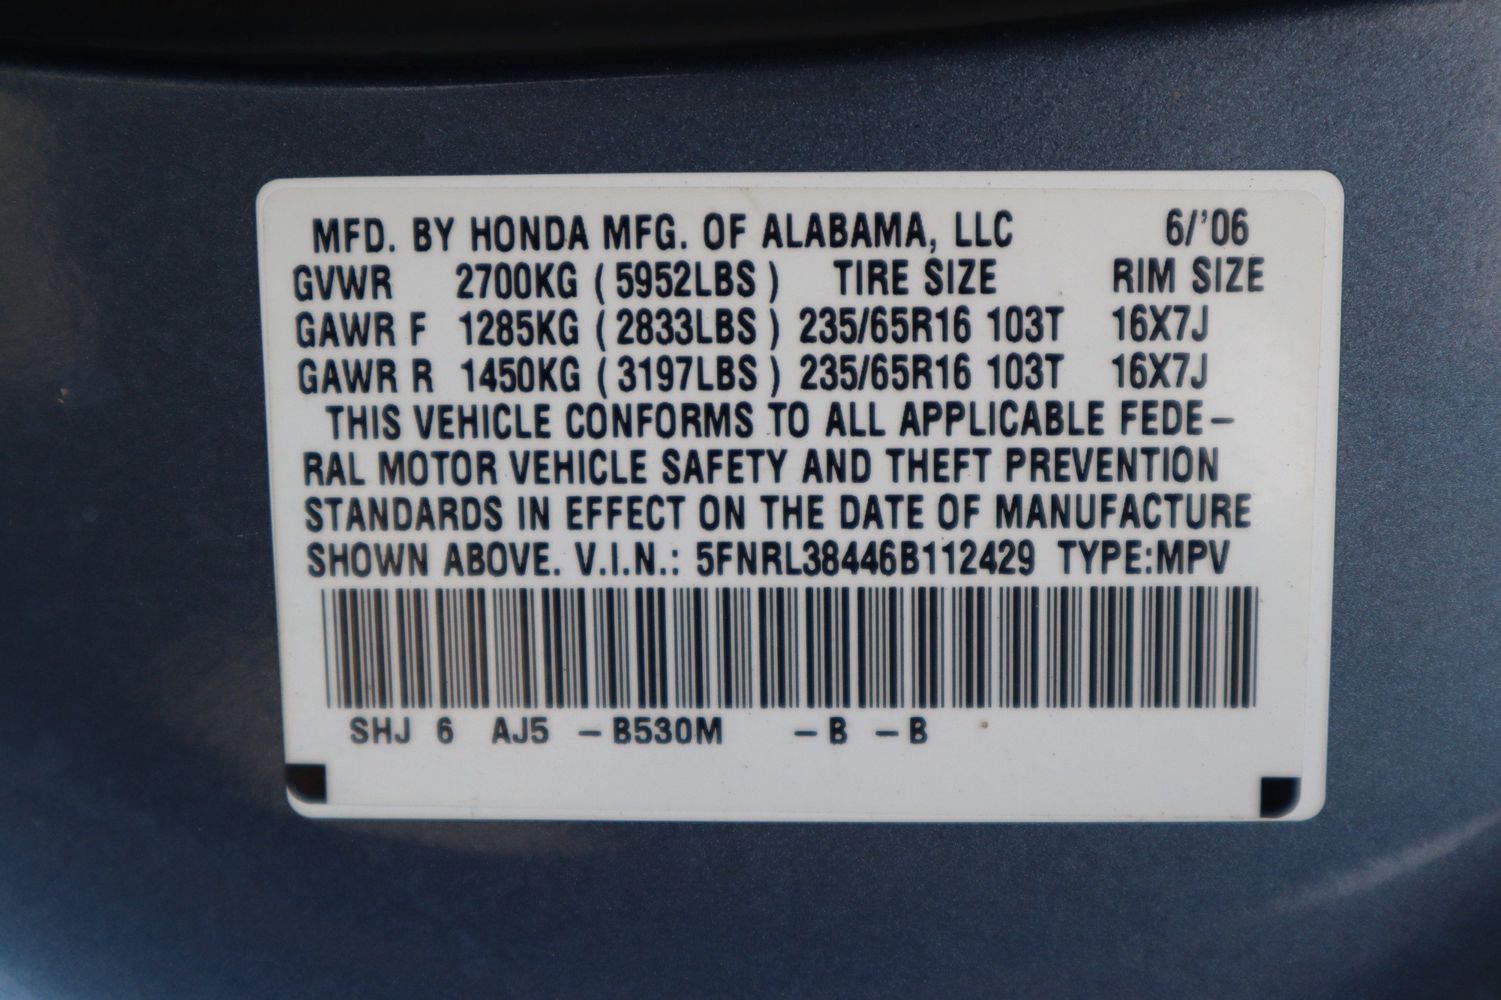 MFD. BY HONDA MFG. OF ALABAMA, LLC 6/'06
GVWR 2700KG (5952LBS) TIRE SIZE RIM SIZE
GAWR F 1285KG (2833LBS) 235/65R16 103T 16X7J
GAWR R 1450KG (3197LBS) 235/65R16 103T 16X7J
THIS VEHICLE CONFORMS TO ALL APPLICABLE FEDE-
RAL MOTOR VEHICLE SAFETY AND THEFT PREVENTION
STANDARDS IN EFFECT ON THE DATE OF MANUFACTURE
SHOWN ABOVE. V.I.N.: 5FNRL38446B112429 TYPE:MPV
SHJ 6 AJ5 -B530M -B -B